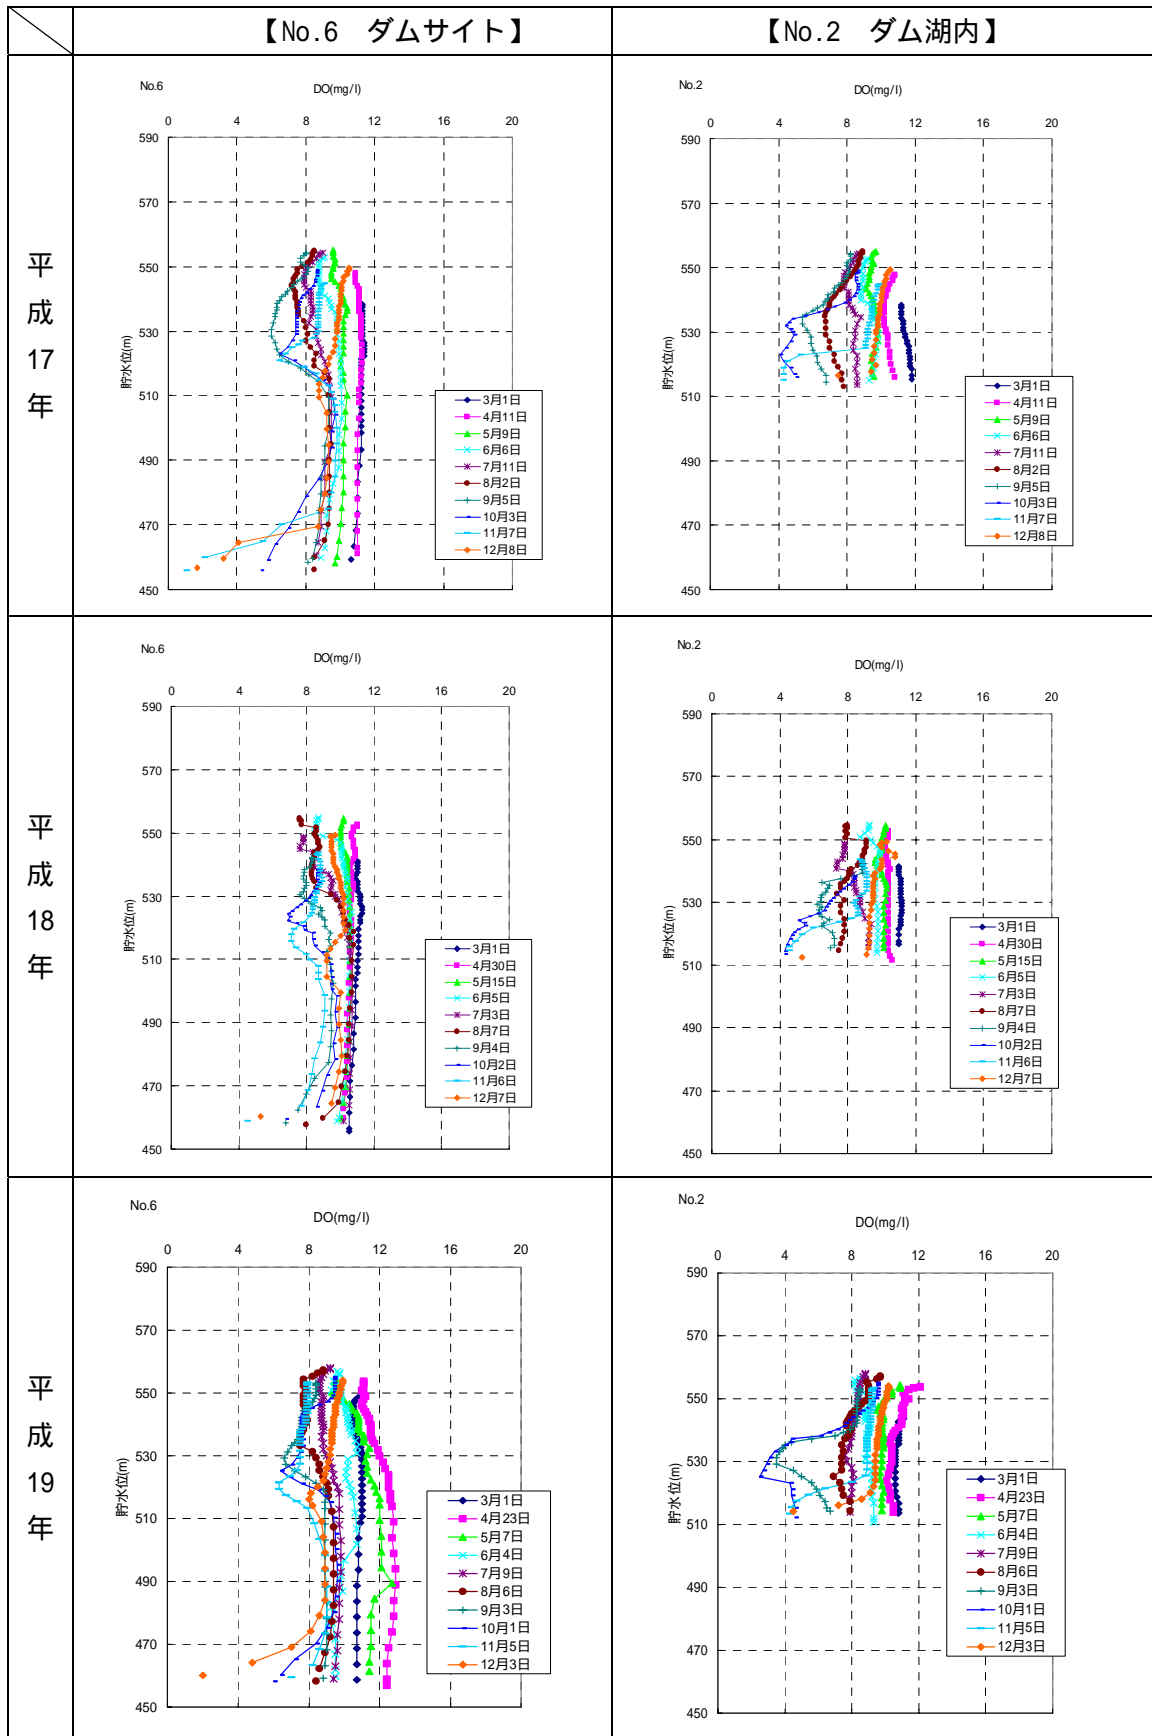 【No.6　ダムサイト】
【No.2　ダム湖内】
平成17年
No.6
DO(mg/l)
0 4 8 12 16 20
590
570
550
530
510
490
470
450
貯水位(m)
3月1日
4月11日
5月9日
6月6日
7月11日
8月2日
9月5日
10月3日
11月7日
12月8日
No.2
DO(mg/l)
0 4 8 12 16 20
590
570
550
530
510
490
470
450
貯水位(m)
3月1日
4月11日
5月9日
6月6日
7月11日
8月2日
9月5日
10月3日
11月7日
12月8日
平成18年
No.6
DO(mg/l)
0 4 8 12 16 20
590
570
550
530
510
490
470
450
貯水位(m)
3月1日
4月30日
5月15日
6月5日
7月3日
8月7日
9月4日
10月2日
11月6日
12月7日
No.2
DO(mg/l)
0 4 8 12 16 20
590
570
550
530
510
490
470
450
貯水位(m)
3月1日
4月30日
5月15日
6月5日
7月3日
8月7日
9月4日
10月2日
11月6日
12月7日
平成19年
No.6
DO(mg/l)
0 4 8 12 16 20
590
570
550
530
510
490
470
450
貯水位(m)
3月1日
4月23日
5月7日
6月4日
7月9日
8月6日
9月3日
10月1日
11月5日
12月3日
No.2
DO(mg/l)
0 4 8 12 16 20
590
570
550
530
510
490
470
450
貯水位(m)
3月1日
4月23日
5月7日
6月4日
7月9日
8月6日
9月3日
10月1日
11月5日
12月3日